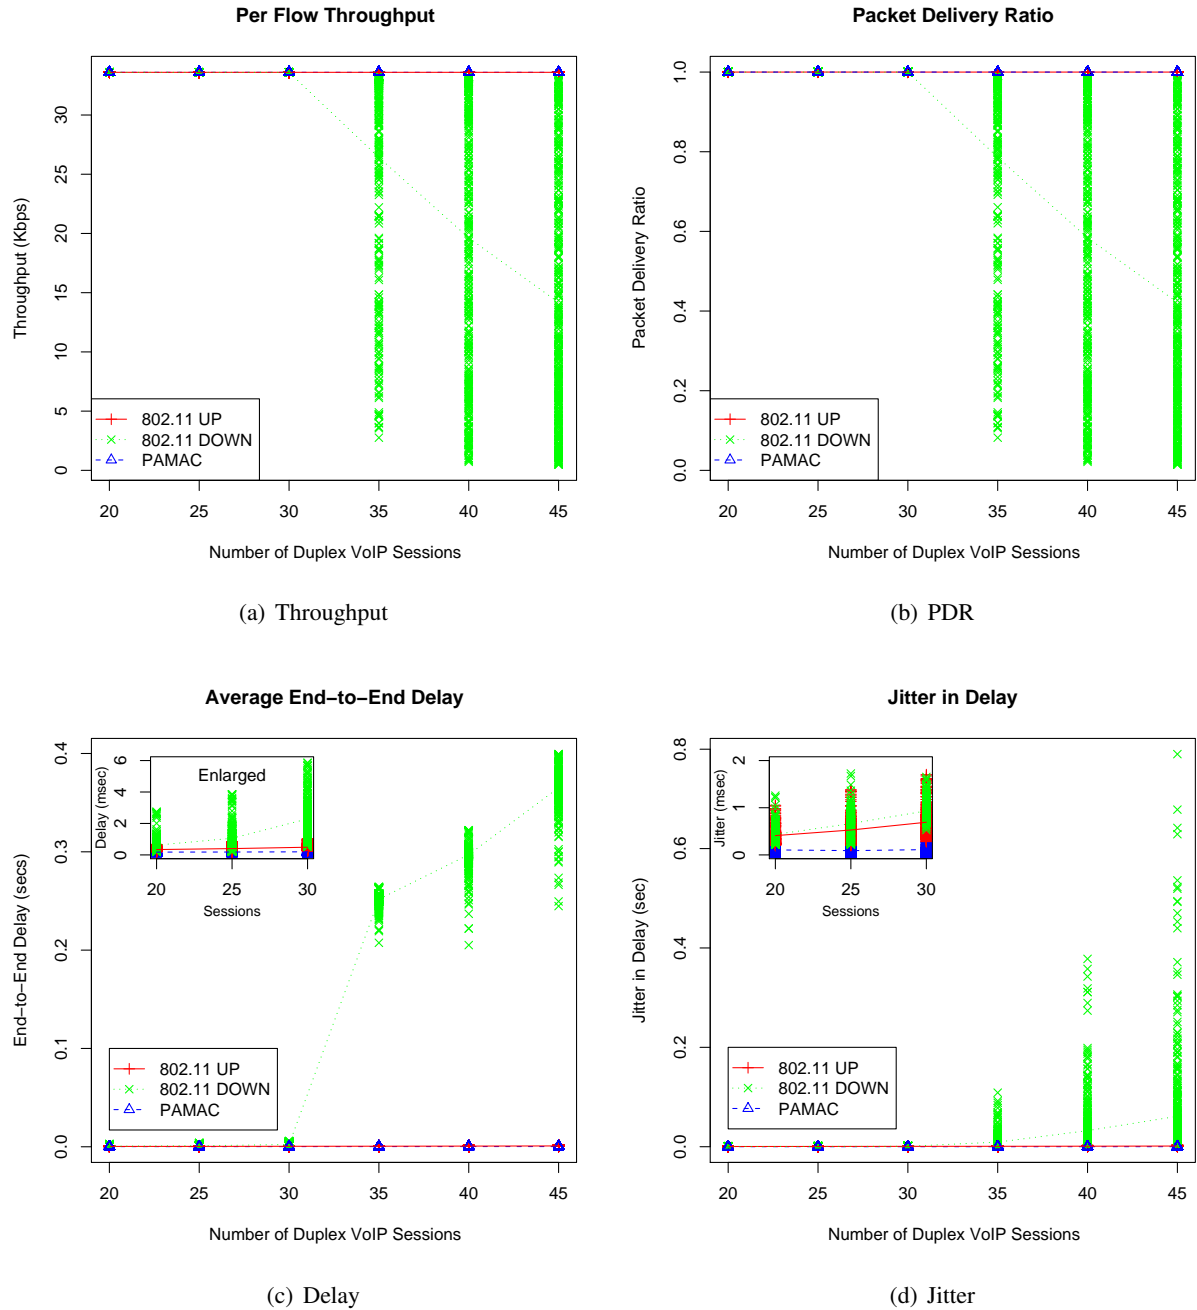 Per Flow Throughput
Throughput (Kbps)
30
25
20
15
10
5
0
802.11 UP
802.11 DOWN
PAMAC
20 25 30 35 40 45
Number of Duplex VoIP Sessions
(a) Throughput
Packet Delivery Ratio
Packet Delivery Ratio
1.0
0.8
0.6
0.4
0.2
0.0
802.11 UP
802.11 DOWN
PAMAC
20 25 30 35 40 45
Number of Duplex VoIP Sessions
(b) PDR
Average End−to−End Delay
End−to−End Delay (secs)
0.4
0.3
0.2
0.1
0.0
Enlarged
Delay (msec)
6
4
2
0
20 25 30
Sessions
802.11 UP
802.11 DOWN
PAMAC
20 25 30 35 40 45
Number of Duplex VoIP Sessions
(c) Delay
Jitter in Delay
Jitter in Delay (sec)
0.8
0.6
0.4
0.2
0.0
Jitter (msec)
2
1
0
20 25 30
Sessions
802.11 UP
802.11 DOWN
PAMAC
20 25 30 35 40 45
Number of Duplex VoIP Sessions
(d) Jitter